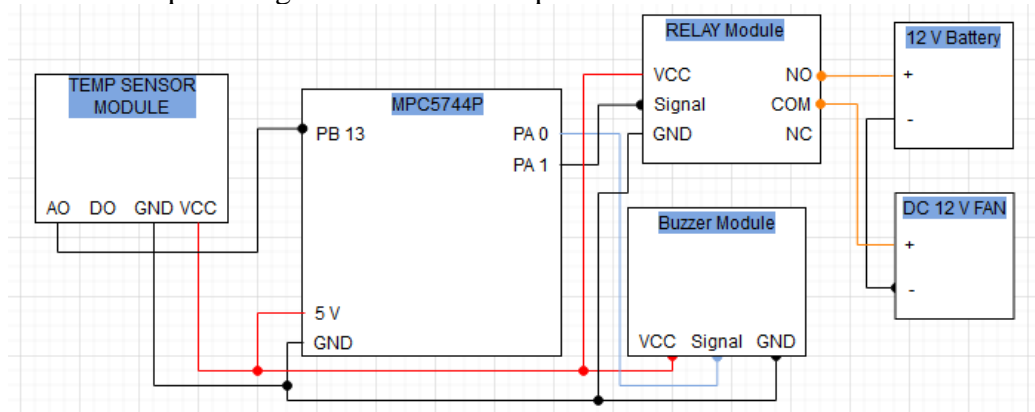 RELAY Module
12 V Battery
TEMP SENSOR
MODULE
MPC5744P
VCC
NO
+
Signal
COM
-
GND
NC
PB 13
PA 0
PA 1
AO DO GND VCC
Buzzer Module
DC 12 V FAN
+
-
5 V
GND
VCC Signal GND